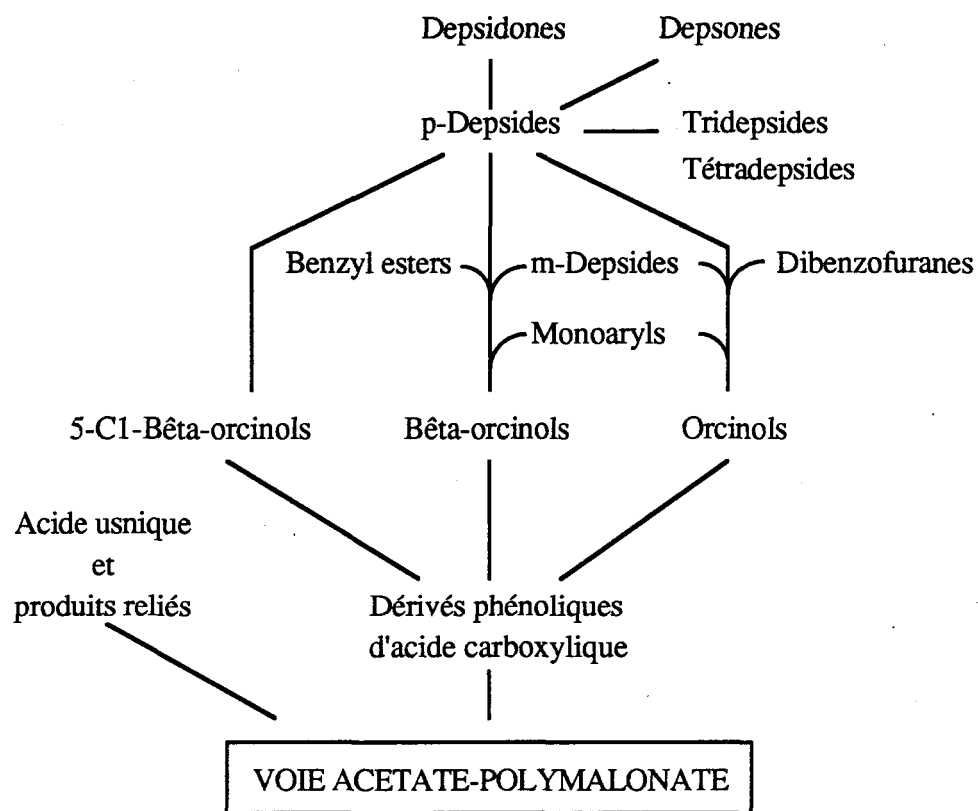 Depsidones Depsones
p-Depsides Tridepsides
Tétradepsides
Benzyl esters m-Depsides Dibenzofuranes
Monoaryls
5-C1-Bêta-orcinols Bêta-orcinols Orcinols
Acide usnique
et
produits reliés
Dérivés phénoliques
d'acide carboxylique
VOIE ACETATE-POLYMALONATE